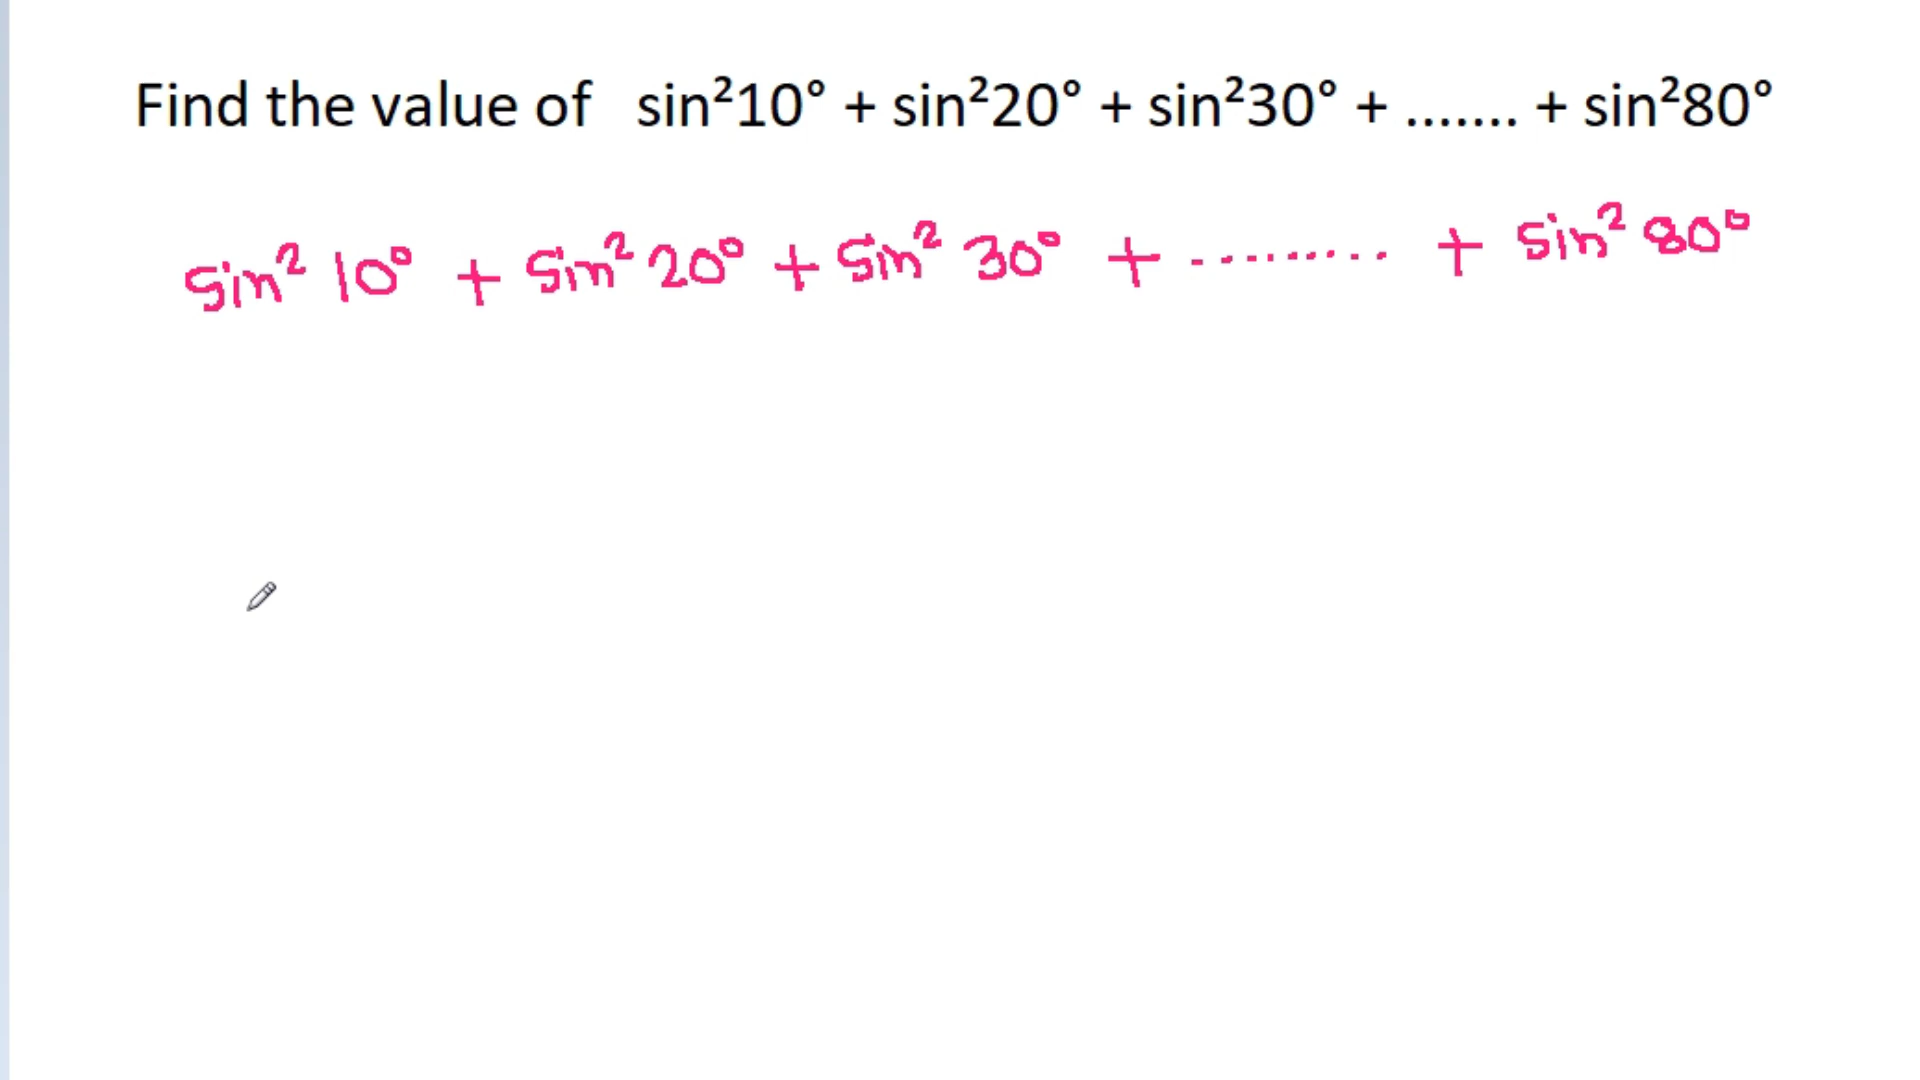 Find the value of sin²10° + sin²20° + sin²30° + ....... + sin²80°
sin² 10° + sin² 20° + sin² 30° + ......... + sin² 80°